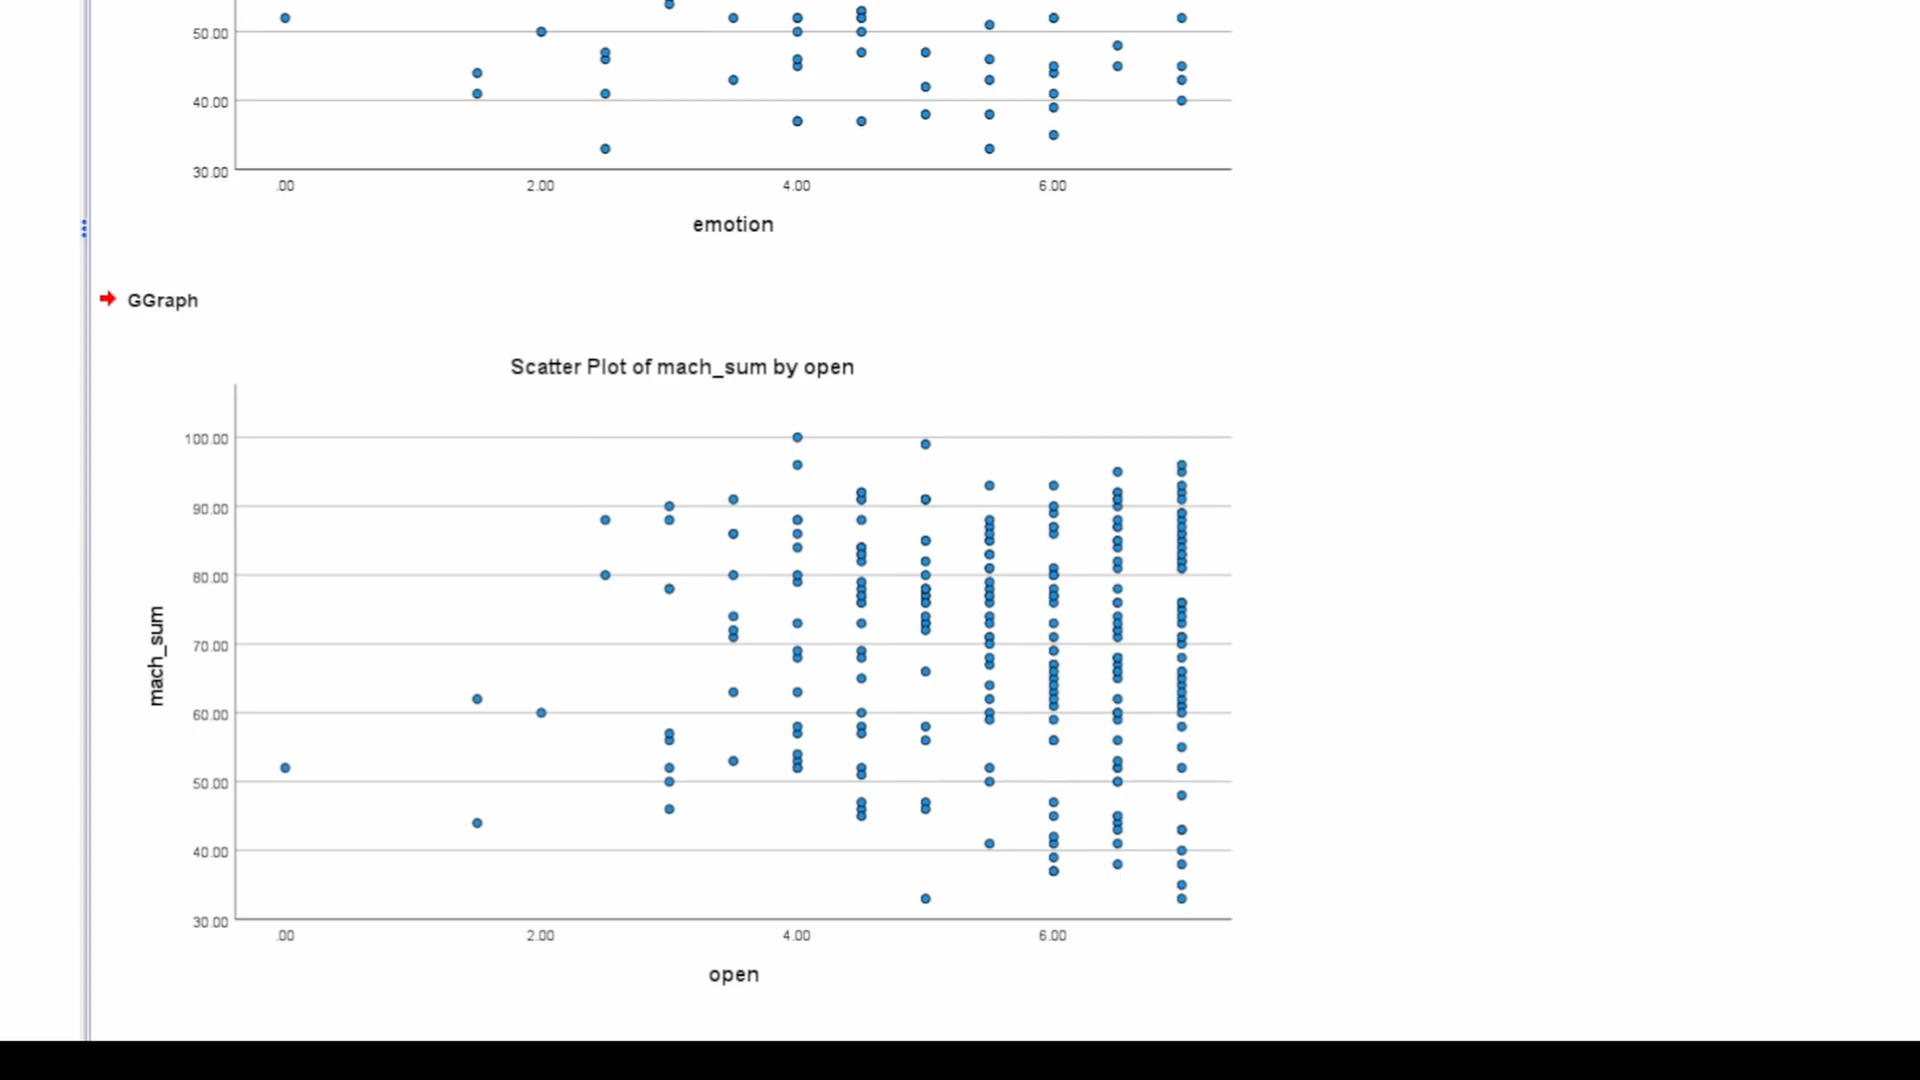 50.00
40.00
30.00
.00 2.00 4.00 6.00
emotion
GGraph
Scatter Plot of mach_sum by open
100.00
90.00
80.00
70.00
60.00
50.00
40.00
30.00
mach_sum
.00 2.00 4.00 6.00
open